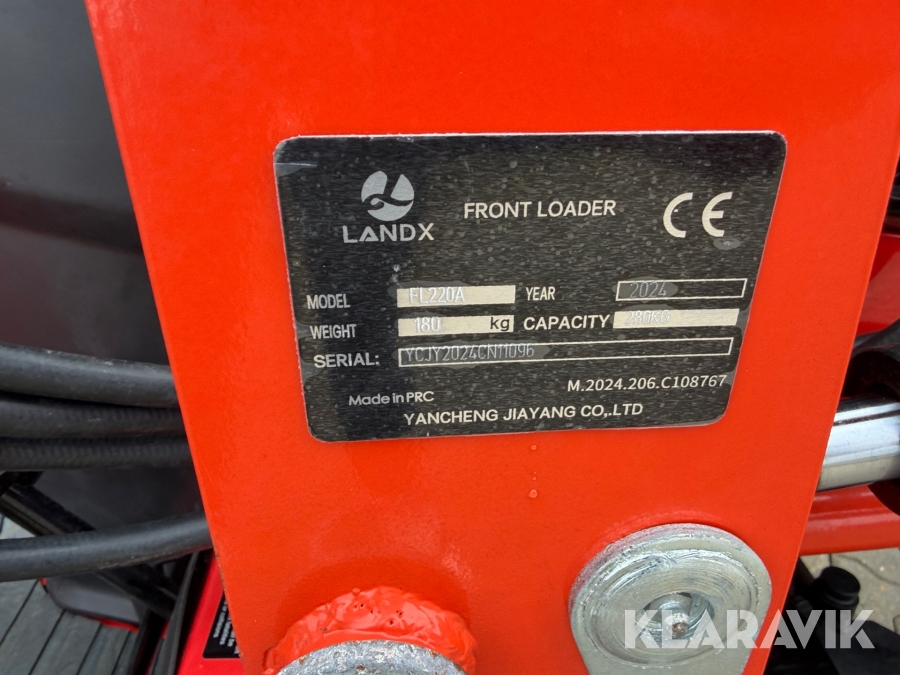 LANDX
FRONT LOADER
CE
MODEL FL220A YEAR 2024
WEIGHT 180 kg CAPACITY 280KG
SERIAL: YCJY2024CN11096
M.2024.206.C108767
Made in PRC
YANCHENG JIAYANG CO,.LTD
KLARAVIK